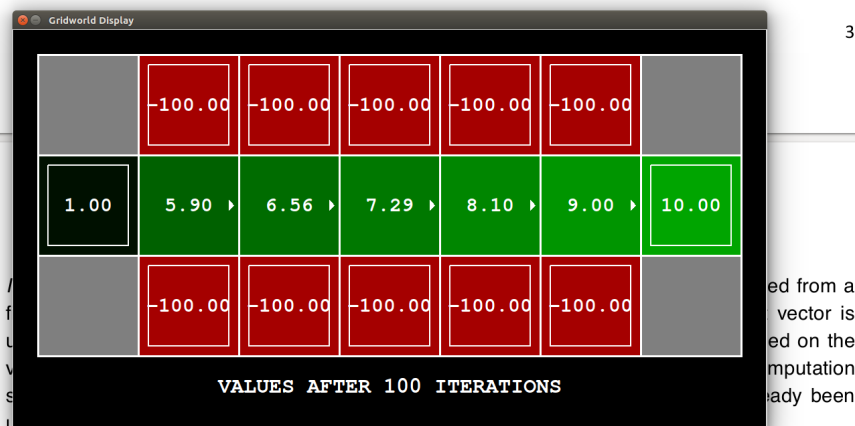 Gridworld Display
3
-100.00 -100.00 -100.00 -100.00 -100.00
1.00 5.90 6.56 7.29 8.10 9.00 10.00
-100.00 -100.00 -100.00 -100.00 -100.00
VALUES AFTER 100 ITERATIONS
ed from a
vector is
ed on the
mputation
eady been